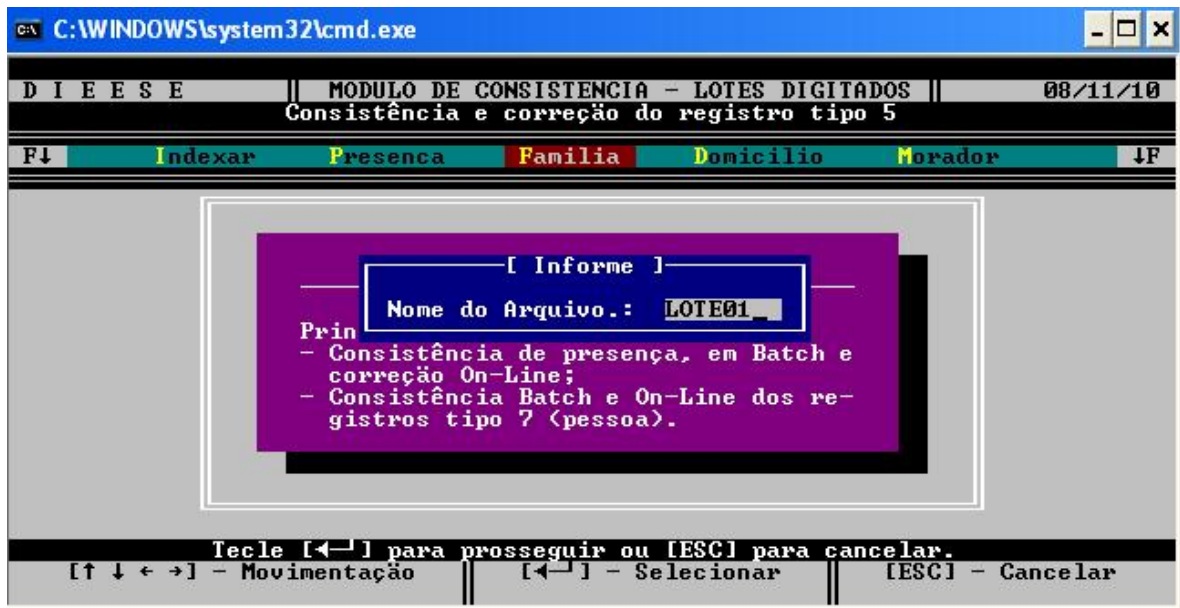 C:\WINDOWS\system32\cmd.exe
D I E E S E ║ MODULO DE CONSISTENCIA - LOTES DIGITADOS ║ 08/11/10
Consistência e correção do registro tipo 5
F↓ Indexar Presenca Familia Domicilio Morador ↓F
[ Informe ]
Nome do Arquivo.: LOTE01_
Prin
- Consistência de presença, em Batch e
correção On-Line;
- Consistência Batch e On-Line dos re-
gistros tipo 7 (pessoa).
Tecle [◄─┘] para prosseguir ou [ESC] para cancelar.
[↑ ↓ ← →] - Movimentação ║ [◄─┘] - Selecionar ║ [ESC] - Cancelar